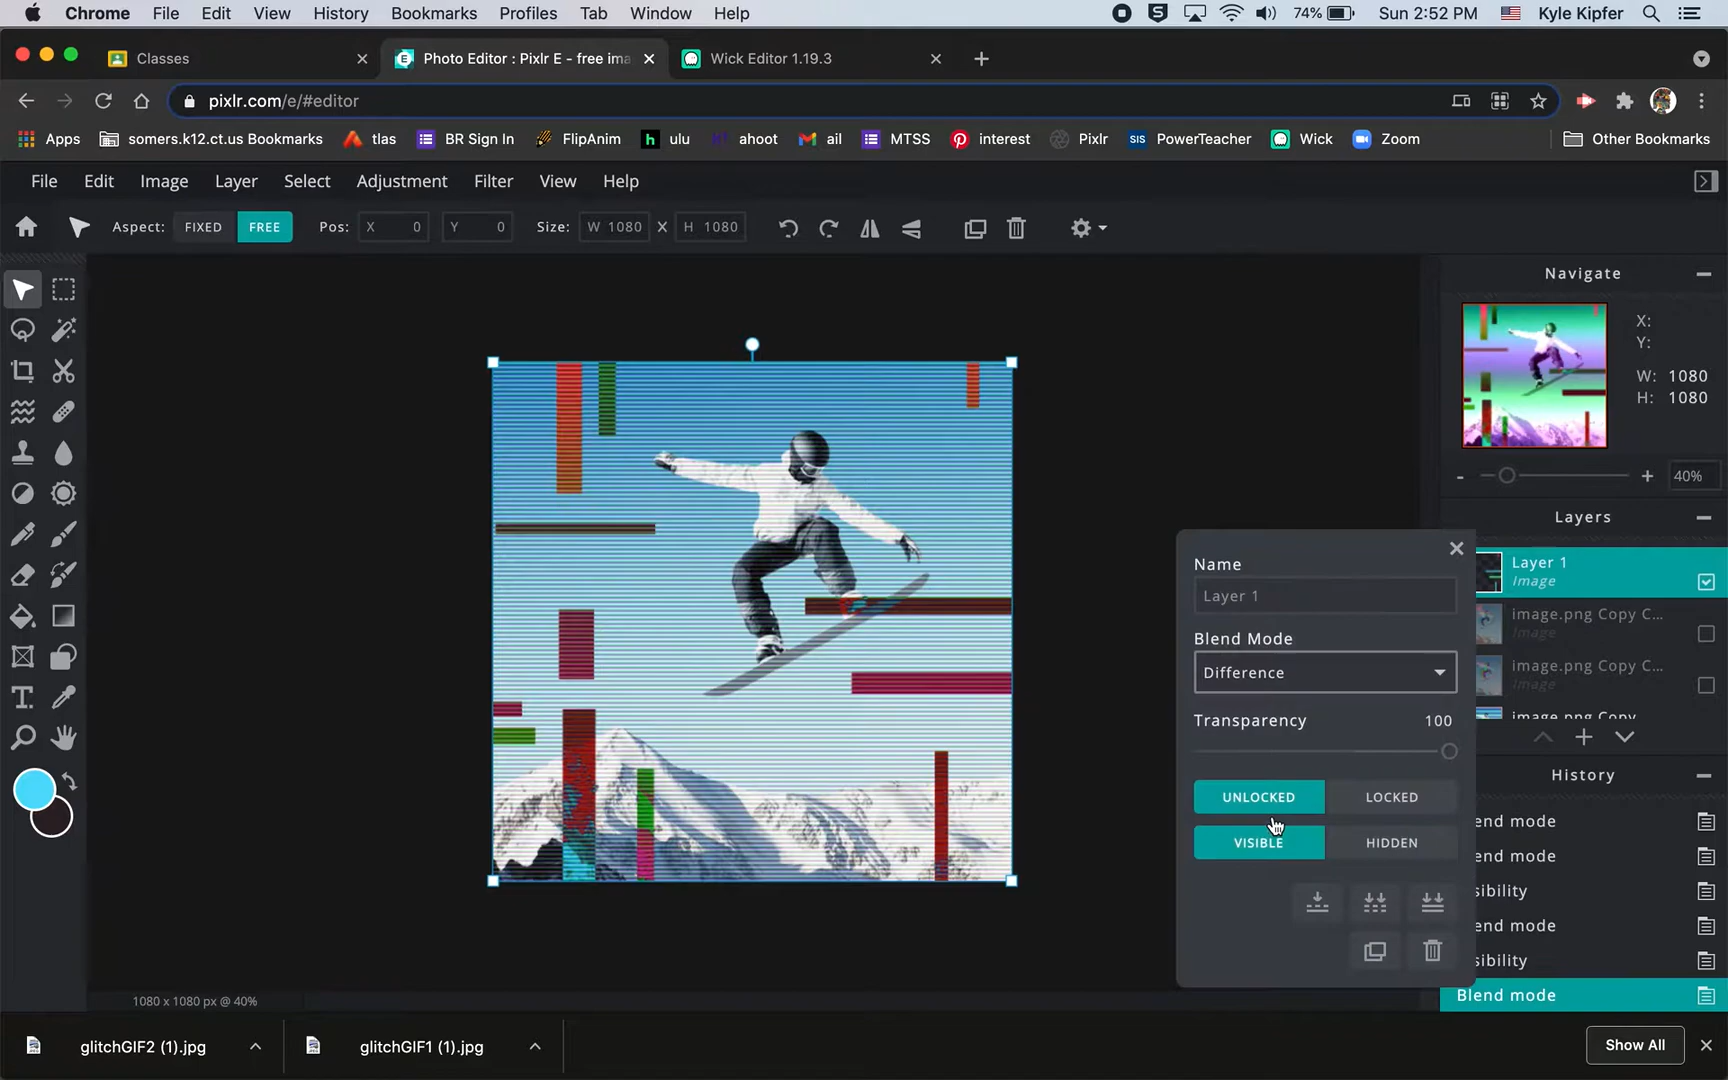 Chrome File Edit View History Bookmarks Profiles Tab Window Help 74% Sun 2:52 PM Kyle Kipfer
Classes Photo Editor : Pixlr E - free ima Wick Editor 1.19.3
pixlr.com/e/#editor
Apps somers.k12.ct.us Bookmarks tlas BR Sign In FlipAnim ulu ahoot ail MTSS interest Pixlr SIS PowerTeacher Wick Zoom Other Bookmarks
File Edit Image Layer Select Adjustment Filter View Help
Aspect: FIXED FREE Pos: X 0 Y 0 Size: W 1080 X H 1080
Navigate
X:
Y:
W: 1080
H: 1080
- + 40%
Layers
Layer 1
Image
image.png Copy C...
Image
image.png Copy C...
Image
image.png Copy
Name
Layer 1
Blend Mode
Difference
Transparency 100
UNLOCKED LOCKED
VISIBLE HIDDEN
History
end mode
end mode
sibility
end mode
sibility
Blend mode
1080 x 1080 px @ 40%
glitchGIF2 (1).jpg glitchGIF1 (1).jpg Show All